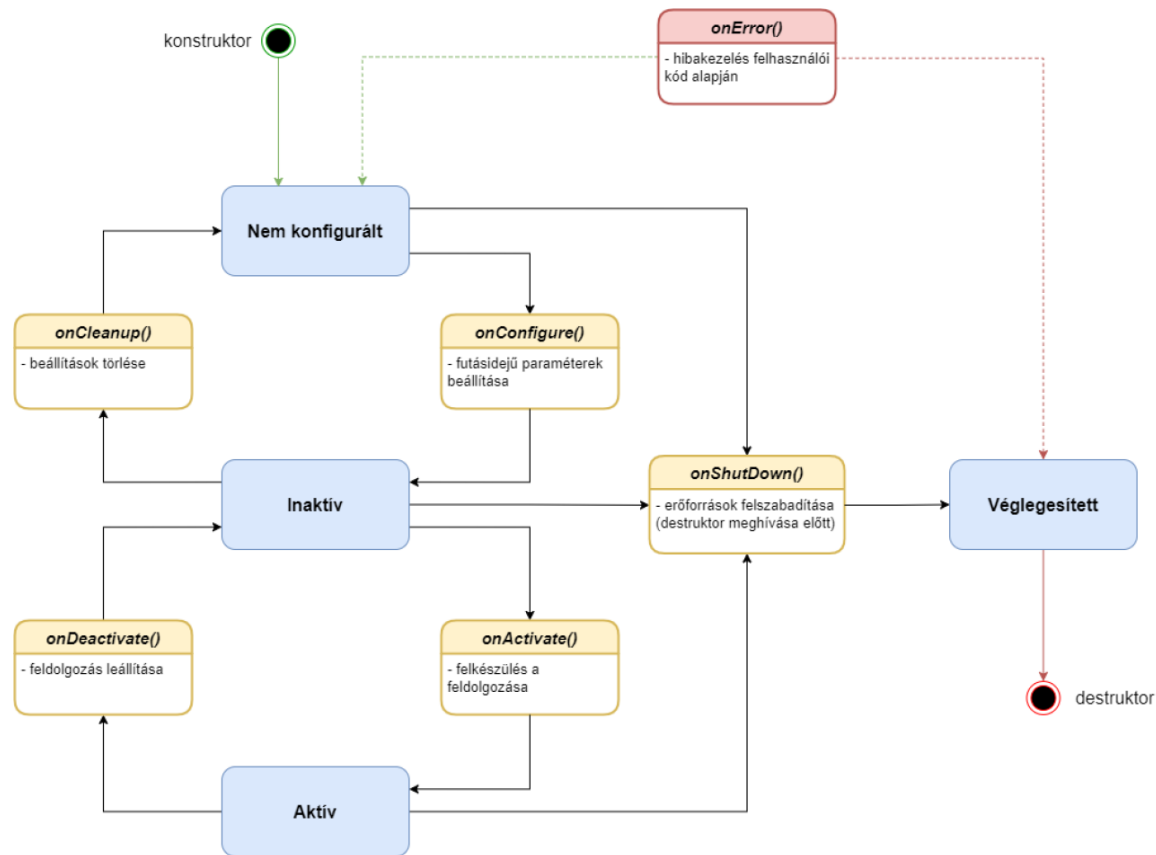 konstruktor
onError()
- hibakezelés felhasználói
kód alapján
Nem konfigurált
onCleanup()
- beállítások törlése
onConfigure()
- futásidejű paraméterek
beállítása
Inaktív
onShutDown()
- erőforrások felszabadítása
(destruktor meghívása előtt)
Véglegesített
onDeactivate()
- feldolgozás leállítása
onActivate()
- felkészülés a
feldolgozása
destruktor
Aktív